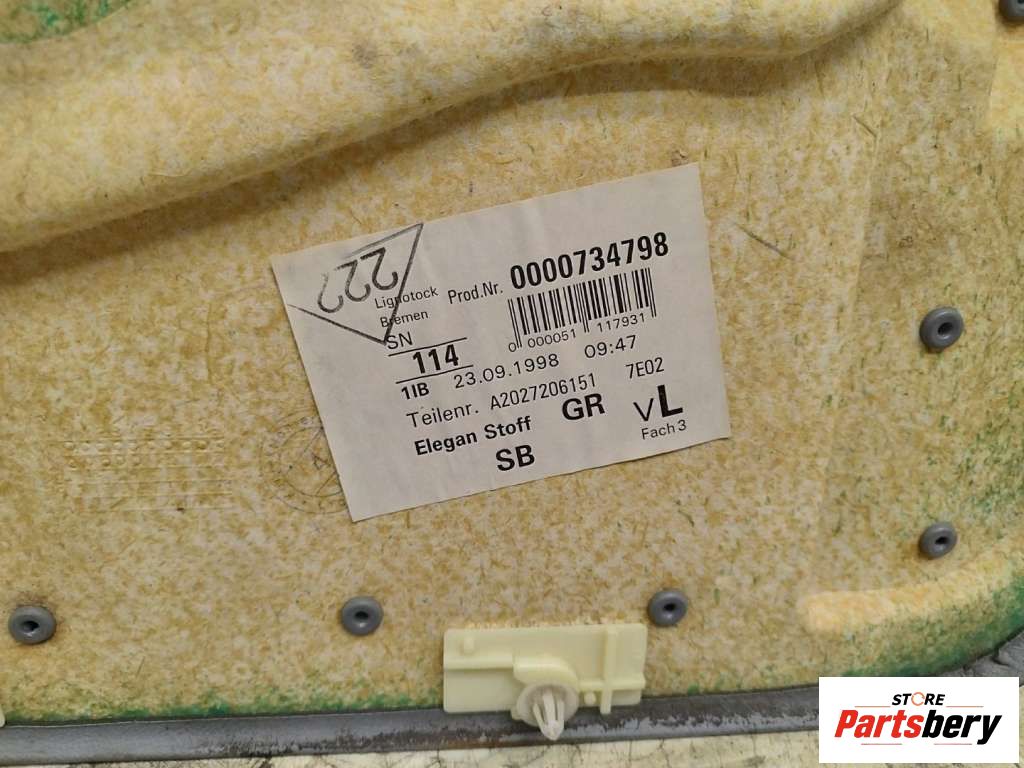 222
Lignotock
Bremen
Prod.Nr. 0000734798
0 000051 117931
SN
114
1IB 23.09.1998 09:47
Teilenr. A2027206151 7E02
Elegan Stoff GR VL
SB Fach 3
STORE
Partsbery